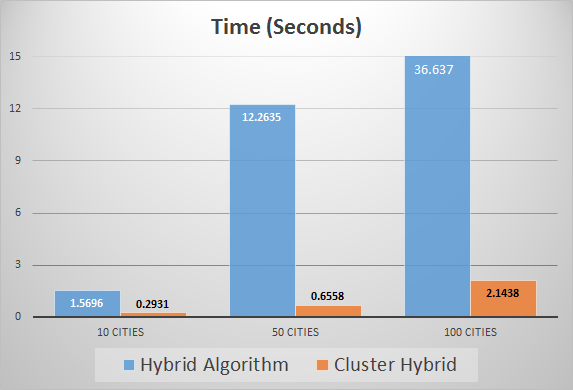 Time (Seconds)
15
12
9
6
3
0
36.637
12.2635
1.5696
0.2931
0.6558
2.1438
10 CITIES
50 CITIES
100 CITIES
Hybrid Algorithm
Cluster Hybrid